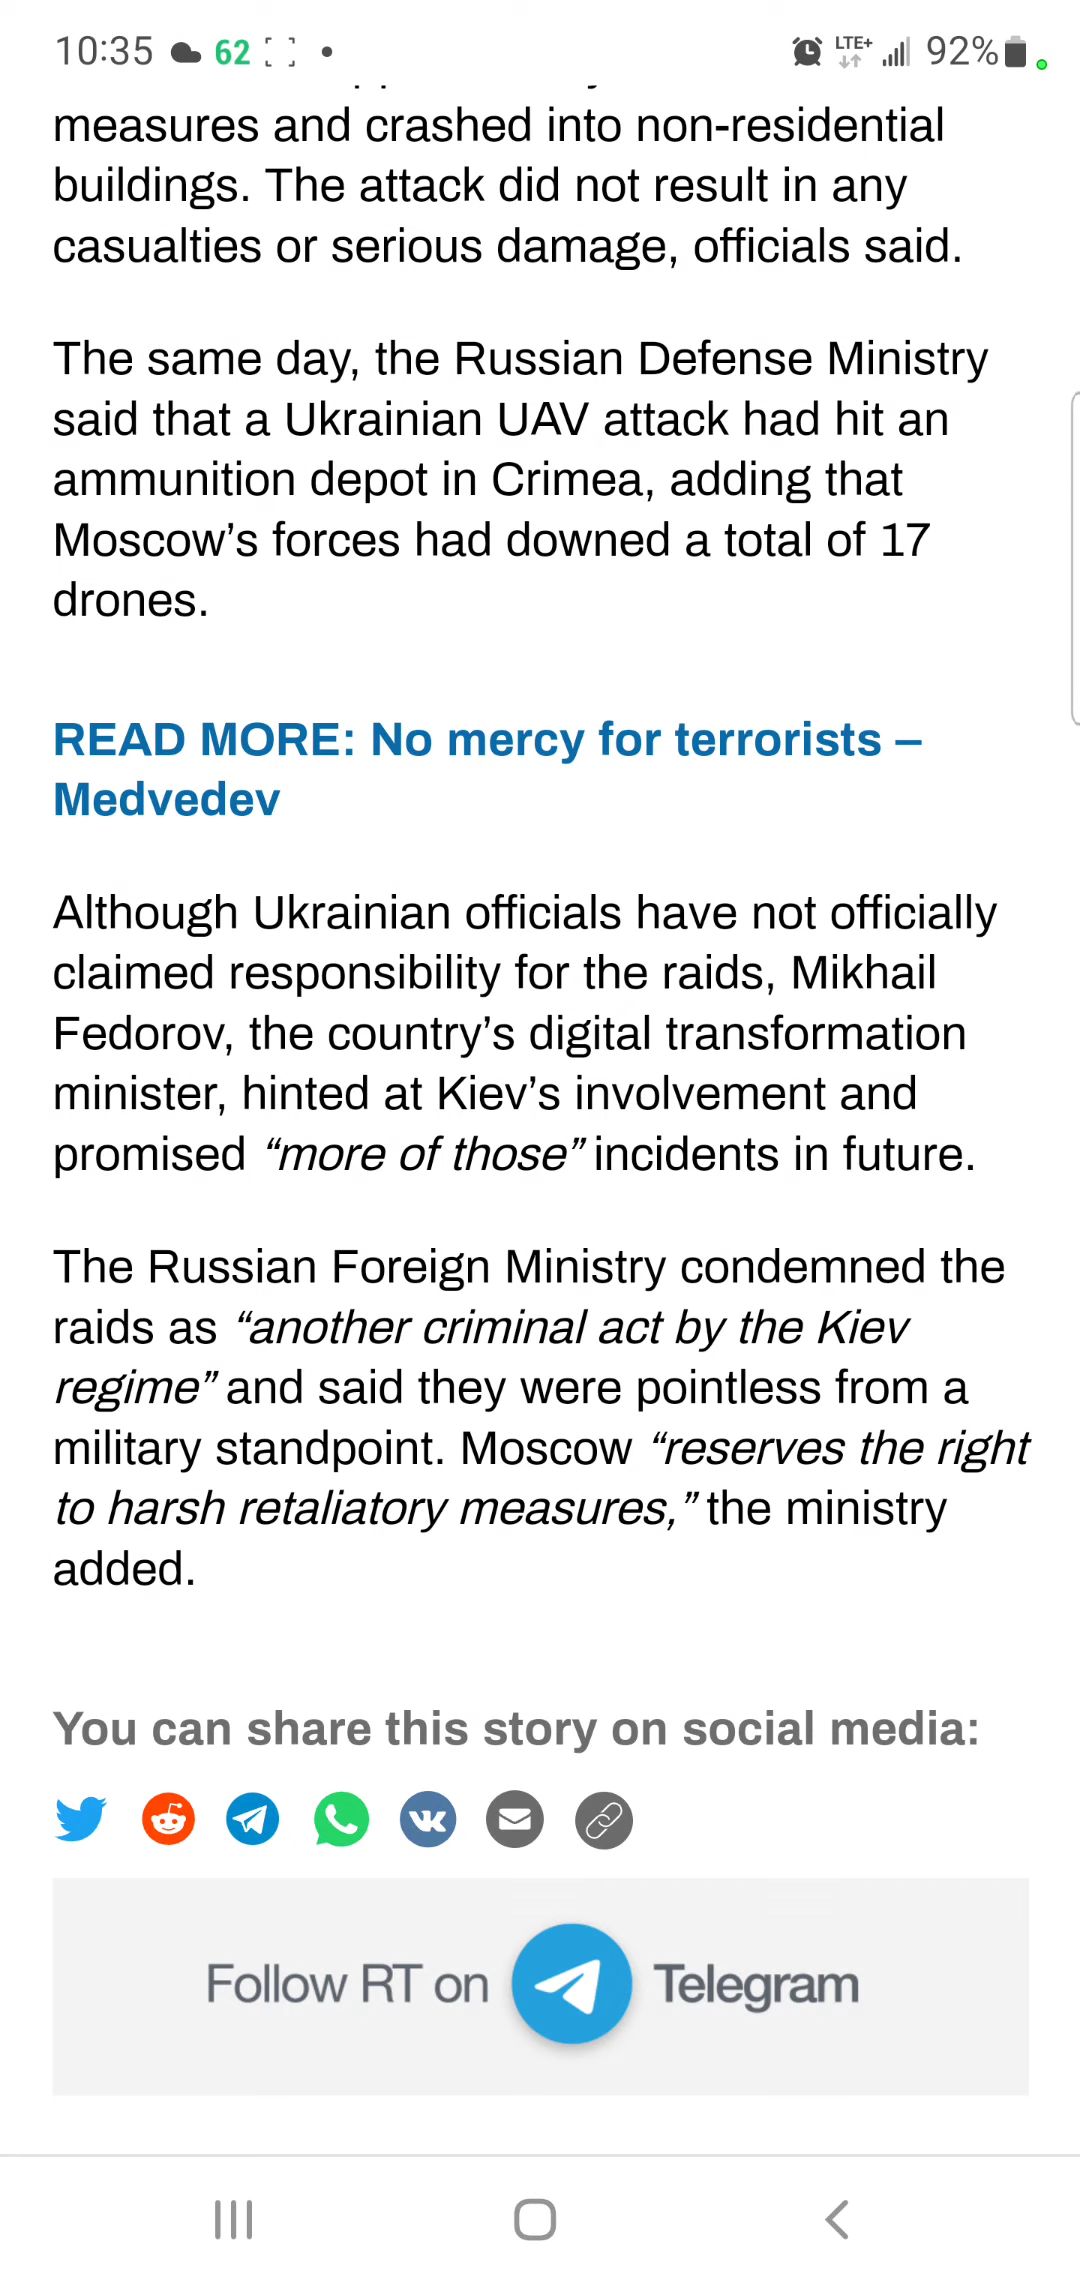 10:35 62 LTE+ 92%
measures and crashed into non-residential
buildings. The attack did not result in any
casualties or serious damage, officials said.
The same day, the Russian Defense Ministry
said that a Ukrainian UAV attack had hit an
ammunition depot in Crimea, adding that
Moscow’s forces had downed a total of 17
drones.
READ MORE: No mercy for terrorists –
Medvedev
Although Ukrainian officials have not officially
claimed responsibility for the raids, Mikhail
Fedorov, the country’s digital transformation
minister, hinted at Kiev’s involvement and
promised “more of those” incidents in future.
The Russian Foreign Ministry condemned the
raids as “another criminal act by the Kiev
regime” and said they were pointless from a
military standpoint. Moscow “reserves the right
to harsh retaliatory measures,” the ministry
added.
You can share this story on social media:
Follow RT on Telegram